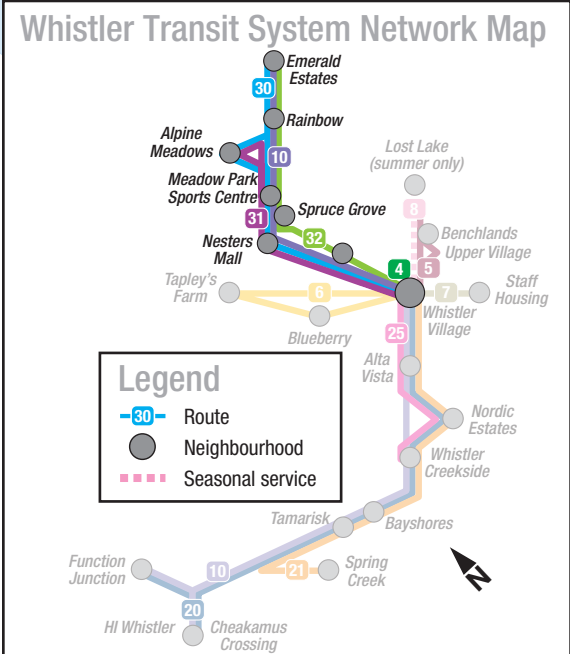 Whistler Transit System Network Map
Emerald
Estates
30
Rainbow
Alpine
Meadows
10
Lost Lake
(summer only)
Meadow Park
Sports Centre
8
31
Spruce Grove
Benchlands
Nesters
Mall
32
Upper Village
4
5
Tapley's
Farm
6
7
Staff
Housing
Whistler
Village
Blueberry
25
Alta
Vista
Legend
30 Route
Neighbourhood
Seasonal service
Nordic
Estates
Whistler
Creekside
Tamarisk
Bayshores
Function
Junction
10
21
Spring
Creek
N
20
HI Whistler
Cheakamus
Crossing